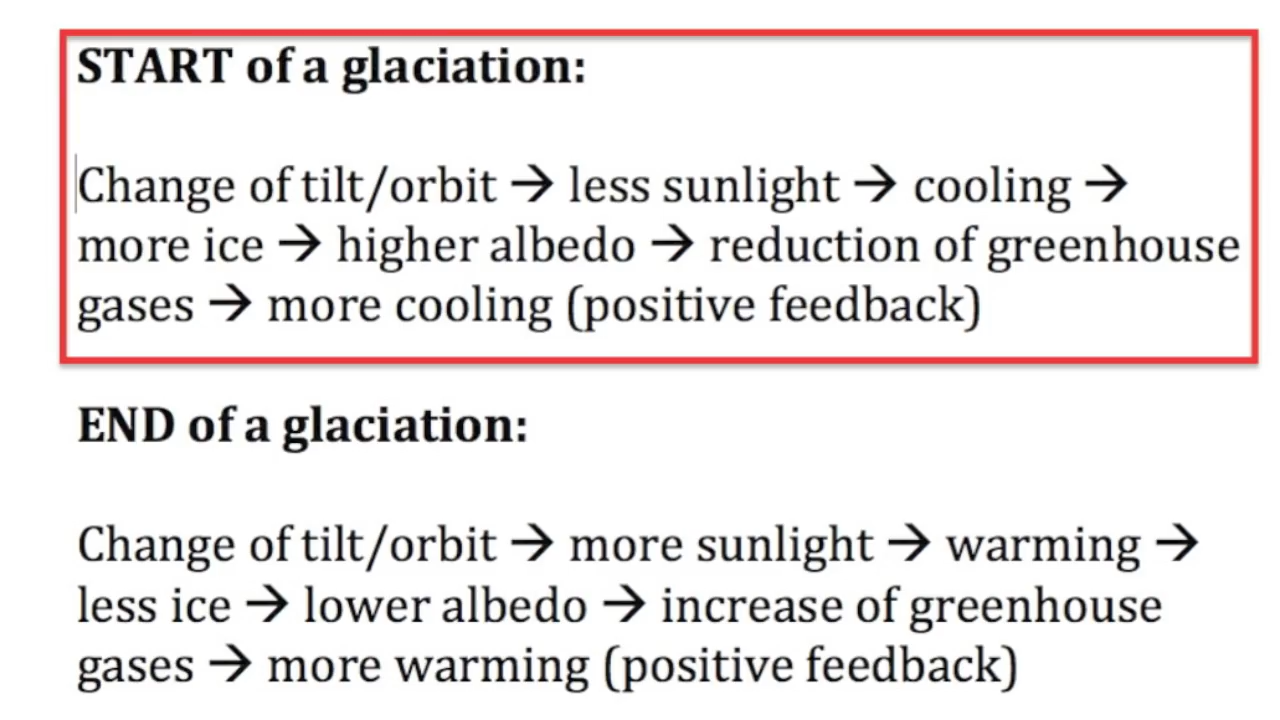 START of a glaciation:
Change of tilt/orbit → less sunlight → cooling →
more ice → higher albedo → reduction of greenhouse
gases → more cooling (positive feedback)
END of a glaciation:
Change of tilt/orbit → more sunlight → warming →
less ice → lower albedo → increase of greenhouse
gases → more warming (positive feedback)